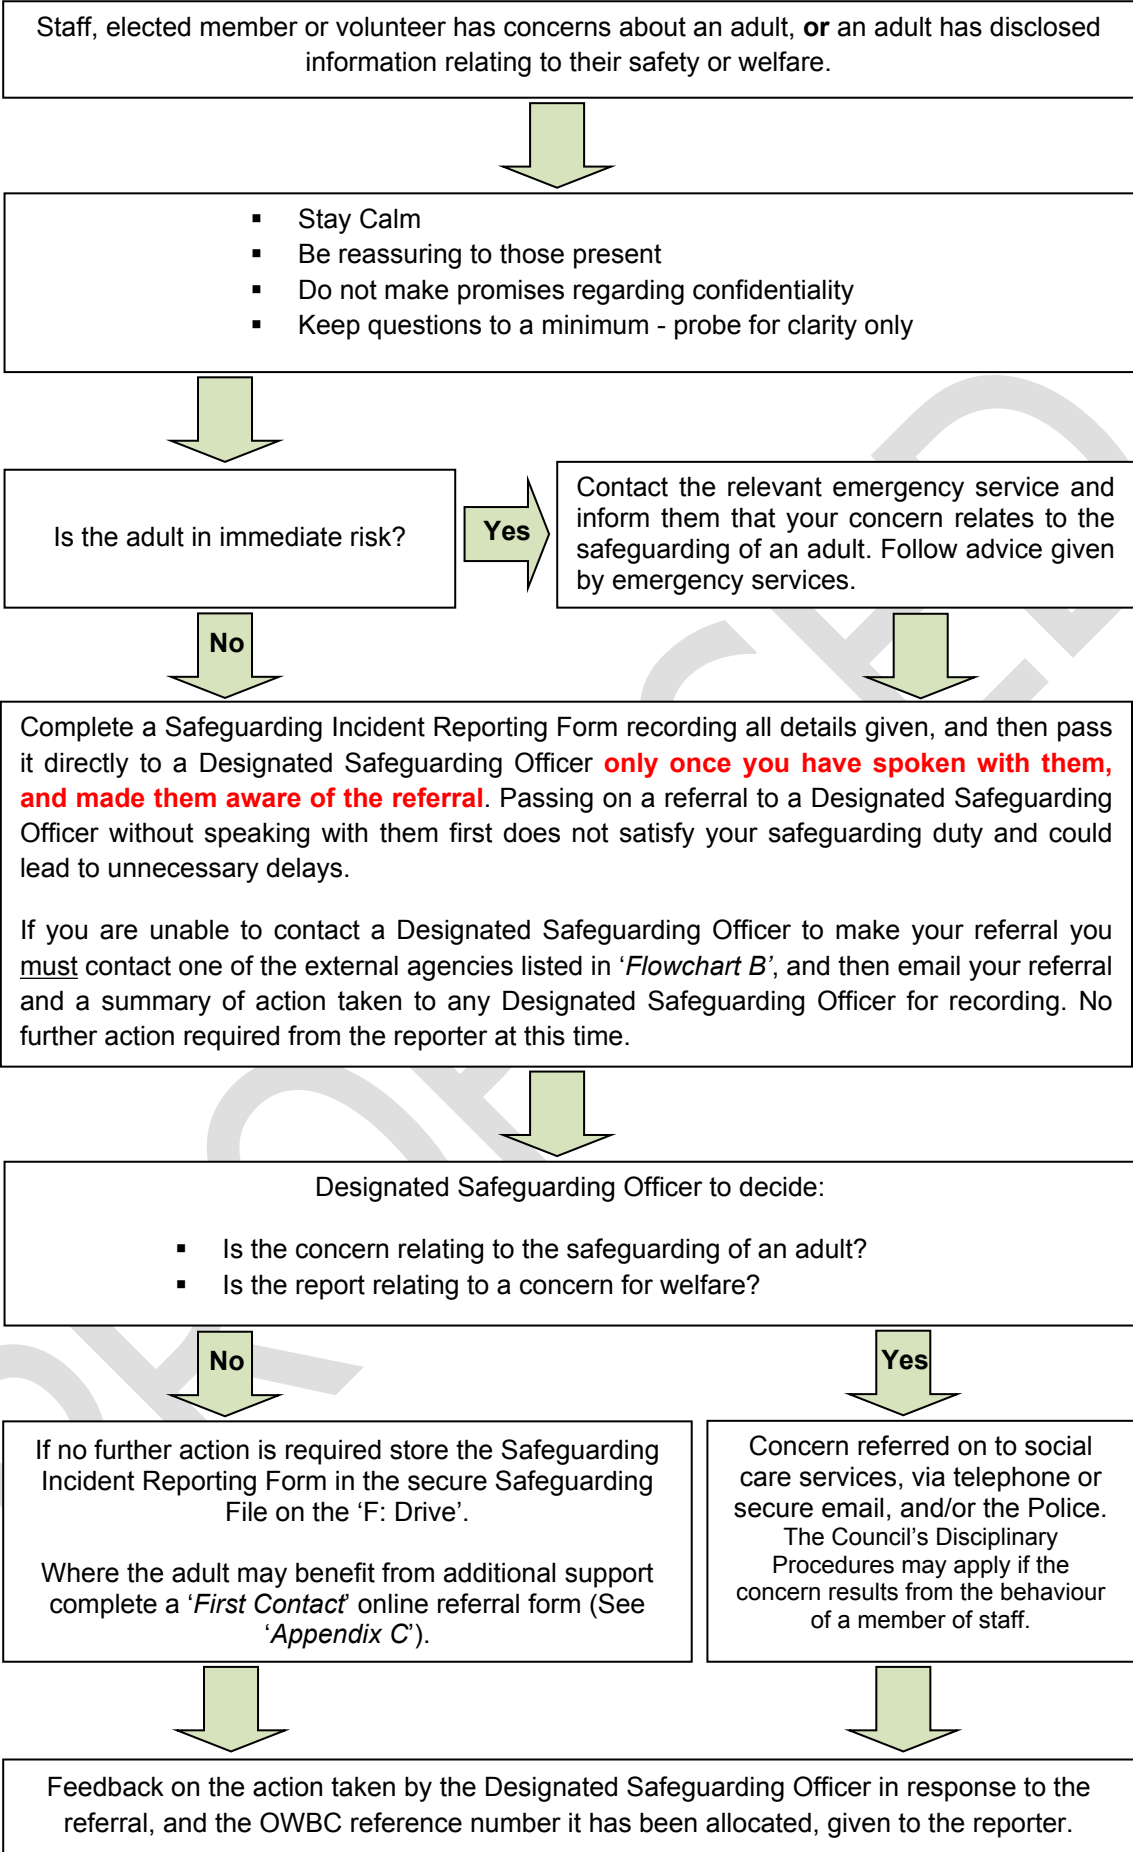 Staff, elected member or volunteer has concerns about an adult, or an adult has disclosed
information relating to their safety or welfare.
▪ Stay Calm
▪ Be reassuring to those present
▪ Do not make promises regarding confidentiality
▪ Keep questions to a minimum - probe for clarity only
Is the adult in immediate risk?
Yes
Contact the relevant emergency service and
inform them that your concern relates to the
safeguarding of an adult. Follow advice given
by emergency services.
No
Complete a Safeguarding Incident Reporting Form recording all details given, and then pass
it directly to a Designated Safeguarding Officer only once you have spoken with them,
and made them aware of the referral. Passing on a referral to a Designated Safeguarding
Officer without speaking with them first does not satisfy your safeguarding duty and could
lead to unnecessary delays.
If you are unable to contact a Designated Safeguarding Officer to make your referral you
must contact one of the external agencies listed in ‘Flowchart B’, and then email your referral
and a summary of action taken to any Designated Safeguarding Officer for recording. No
further action required from the reporter at this time.
Designated Safeguarding Officer to decide:
▪ Is the concern relating to the safeguarding of an adult?
▪ Is the report relating to a concern for welfare?
No
Yes
If no further action is required store the Safeguarding
Incident Reporting Form in the secure Safeguarding
File on the ‘F: Drive’.
Where the adult may benefit from additional support
complete a ‘First Contact’ online referral form (See
‘Appendix C’).
Concern referred on to social
care services, via telephone or
secure email, and/or the Police.
The Council’s Disciplinary
Procedures may apply if the
concern results from the behaviour
of a member of staff.
Feedback on the action taken by the Designated Safeguarding Officer in response to the
referral, and the OWBC reference number it has been allocated, given to the reporter.